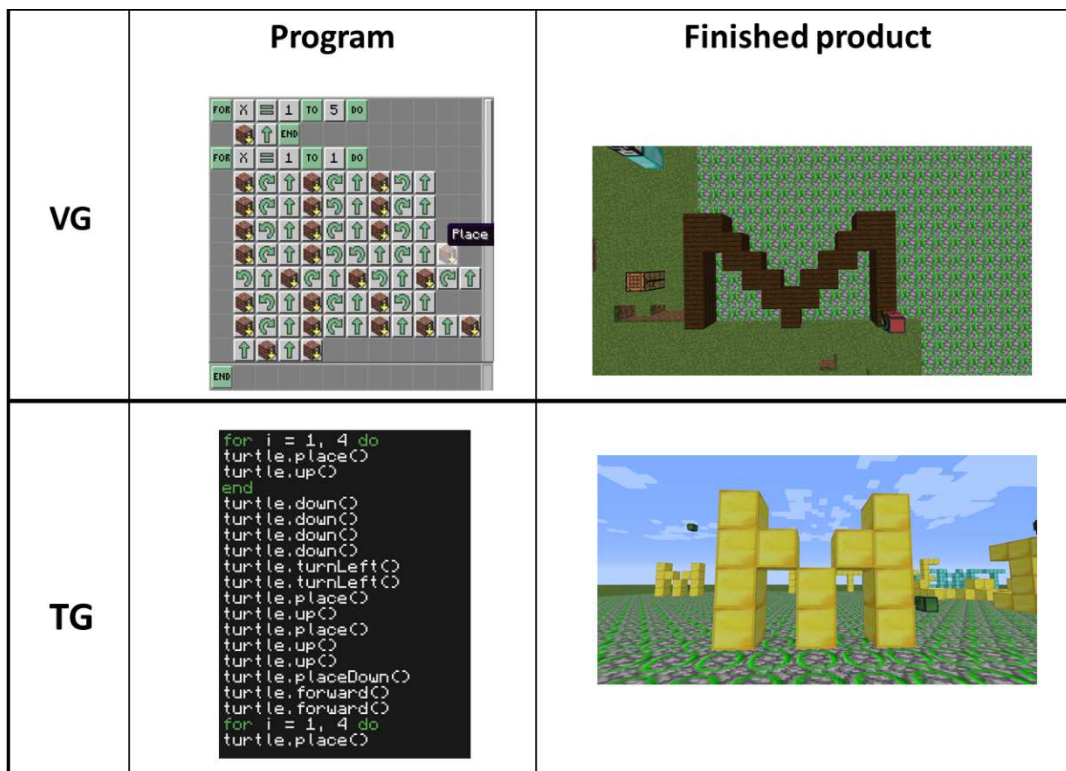 Program
Finished product
VG
FOR X = 1 TO 5 DO
END
FOR X = 1 TO 1 DO
Place
END
TG
for i = 1, 4 do
turtle.place()
turtle.up()
end
turtle.down()
turtle.down()
turtle.down()
turtle.down()
turtle.turnLeft()
turtle.turnLeft()
turtle.place()
turtle.up()
turtle.place()
turtle.up()
turtle.up()
turtle.placeDown()
turtle.forward()
turtle.forward()
for i = 1, 4 do
turtle.place()